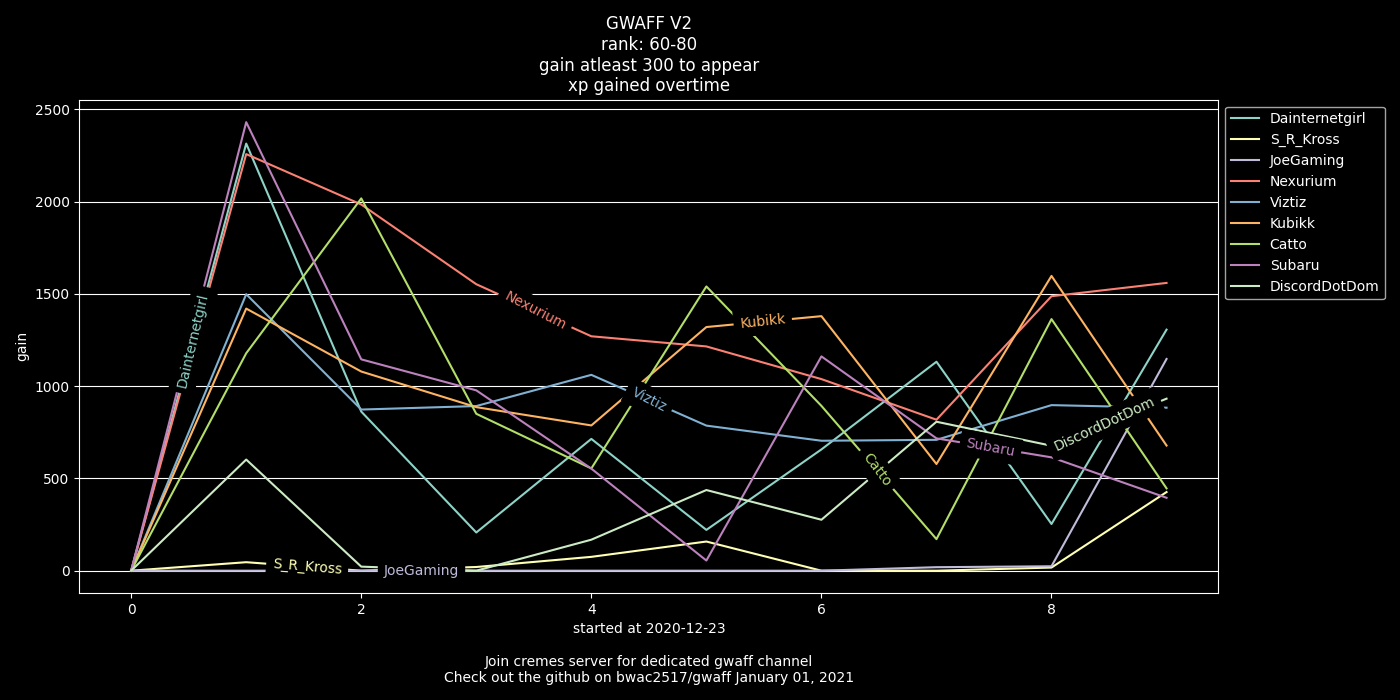 GWAFF V2
rank: 60-80
gain atleast 300 to appear
xp gained overtime
2500
2000
1500
1000
500
0
gain
0
2
4
6
8
started at 2020-12-23
Dainternetgirl
S_R_Kross
JoeGaming
Nexurium
Viztiz
Kubikk
Catto
Subaru
DiscordDotDom
Dainternetgirl
S_R_Kross
JoeGaming
Nexurium
Viztiz
Kubikk
Catto
Subaru
DiscordDotDom
Join cremes server for dedicated gwaff channel
Check out the github on bwac2517/gwaff January 01, 2021